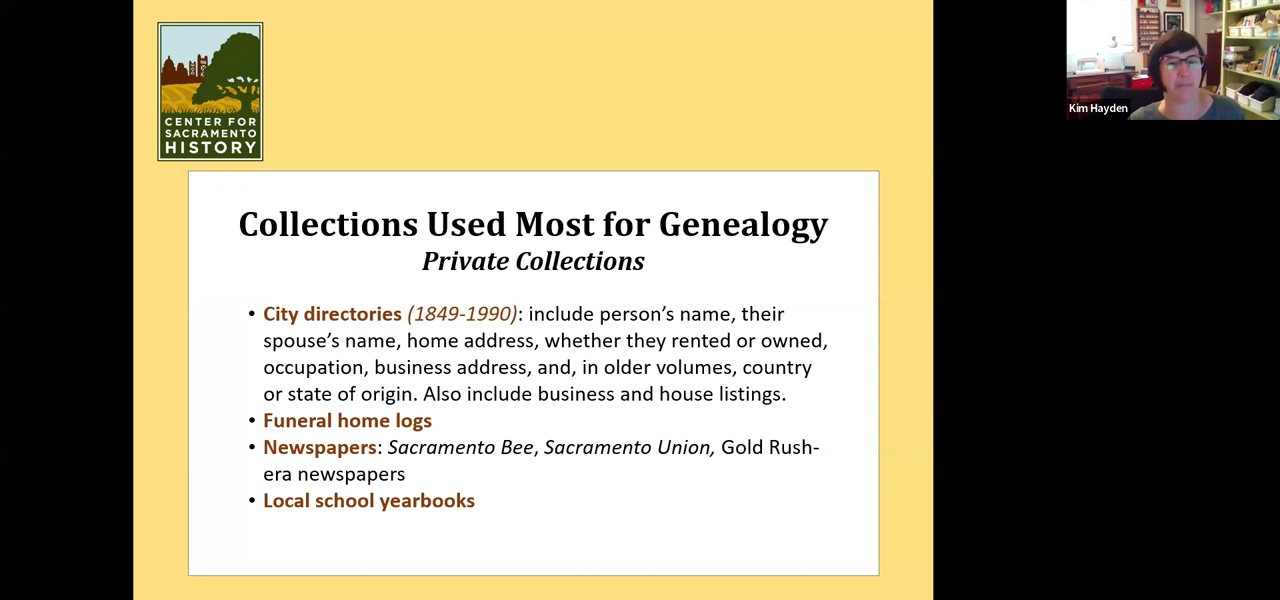 CENTER FOR
SACRAMENTO
HISTORY
Kim Hayden
Collections Used Most for Genealogy
Private Collections
• City directories (1849-1990): include person’s name, their
spouse’s name, home address, whether they rented or owned,
occupation, business address, and, in older volumes, country
or state of origin. Also include business and house listings.
• Funeral home logs
• Newspapers: Sacramento Bee, Sacramento Union, Gold Rush-
era newspapers
• Local school yearbooks